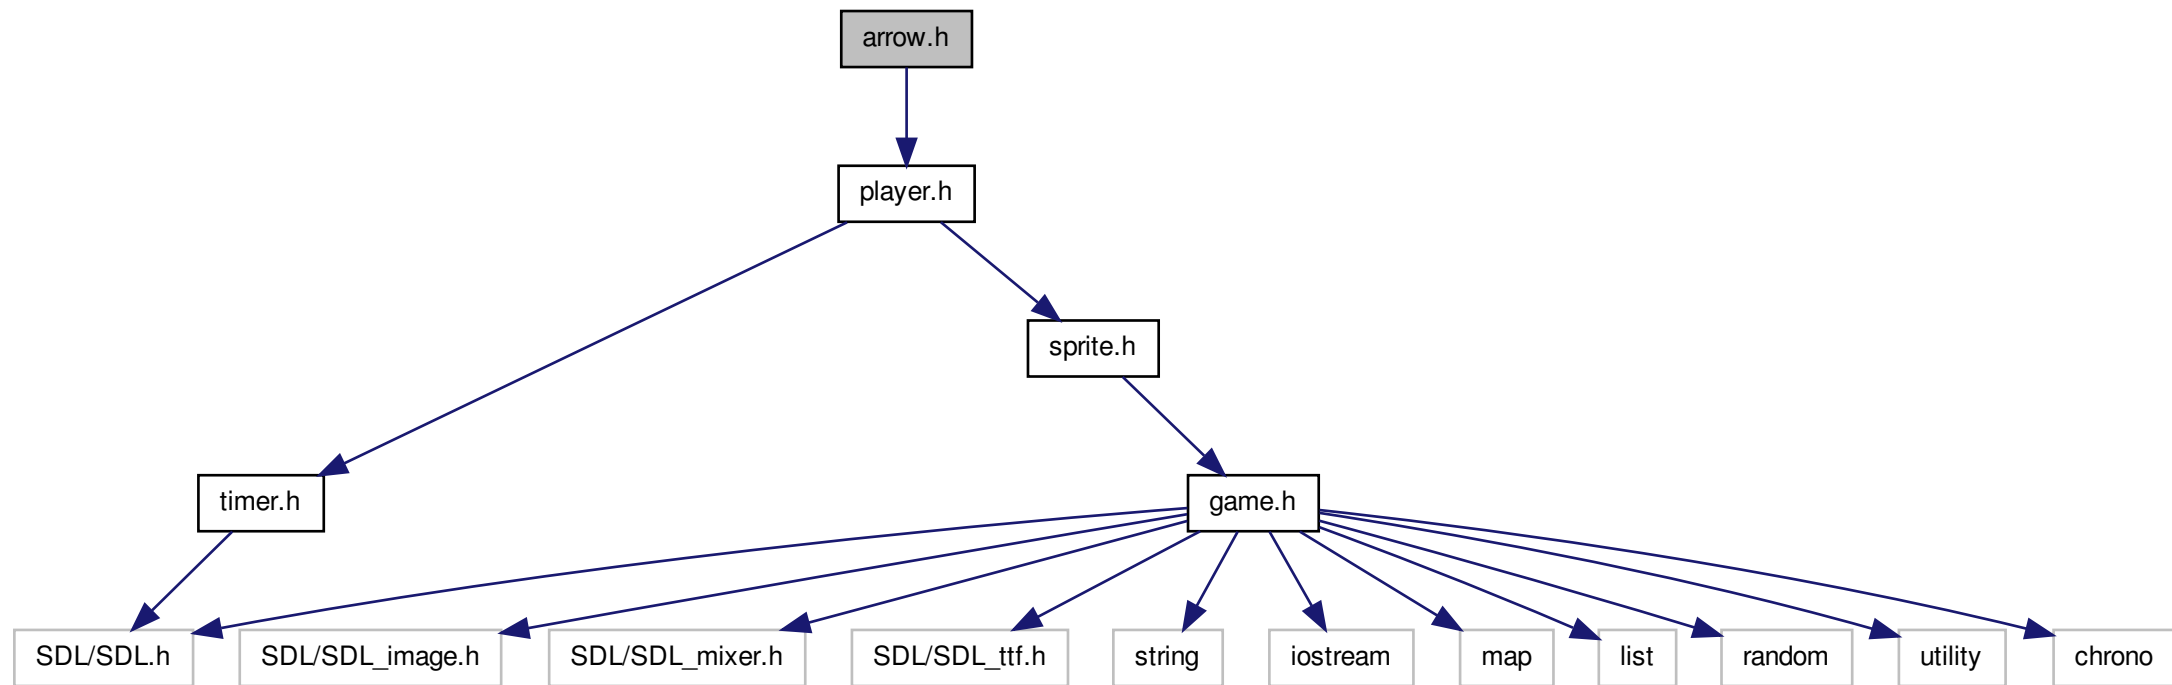 arrow.h
player.h
sprite.h
timer.h
game.h
SDL/SDL.h
SDL/SDL_image.h
SDL/SDL_mixer.h
SDL/SDL_ttf.h
string
iostream
map
list
random
utility
chrono